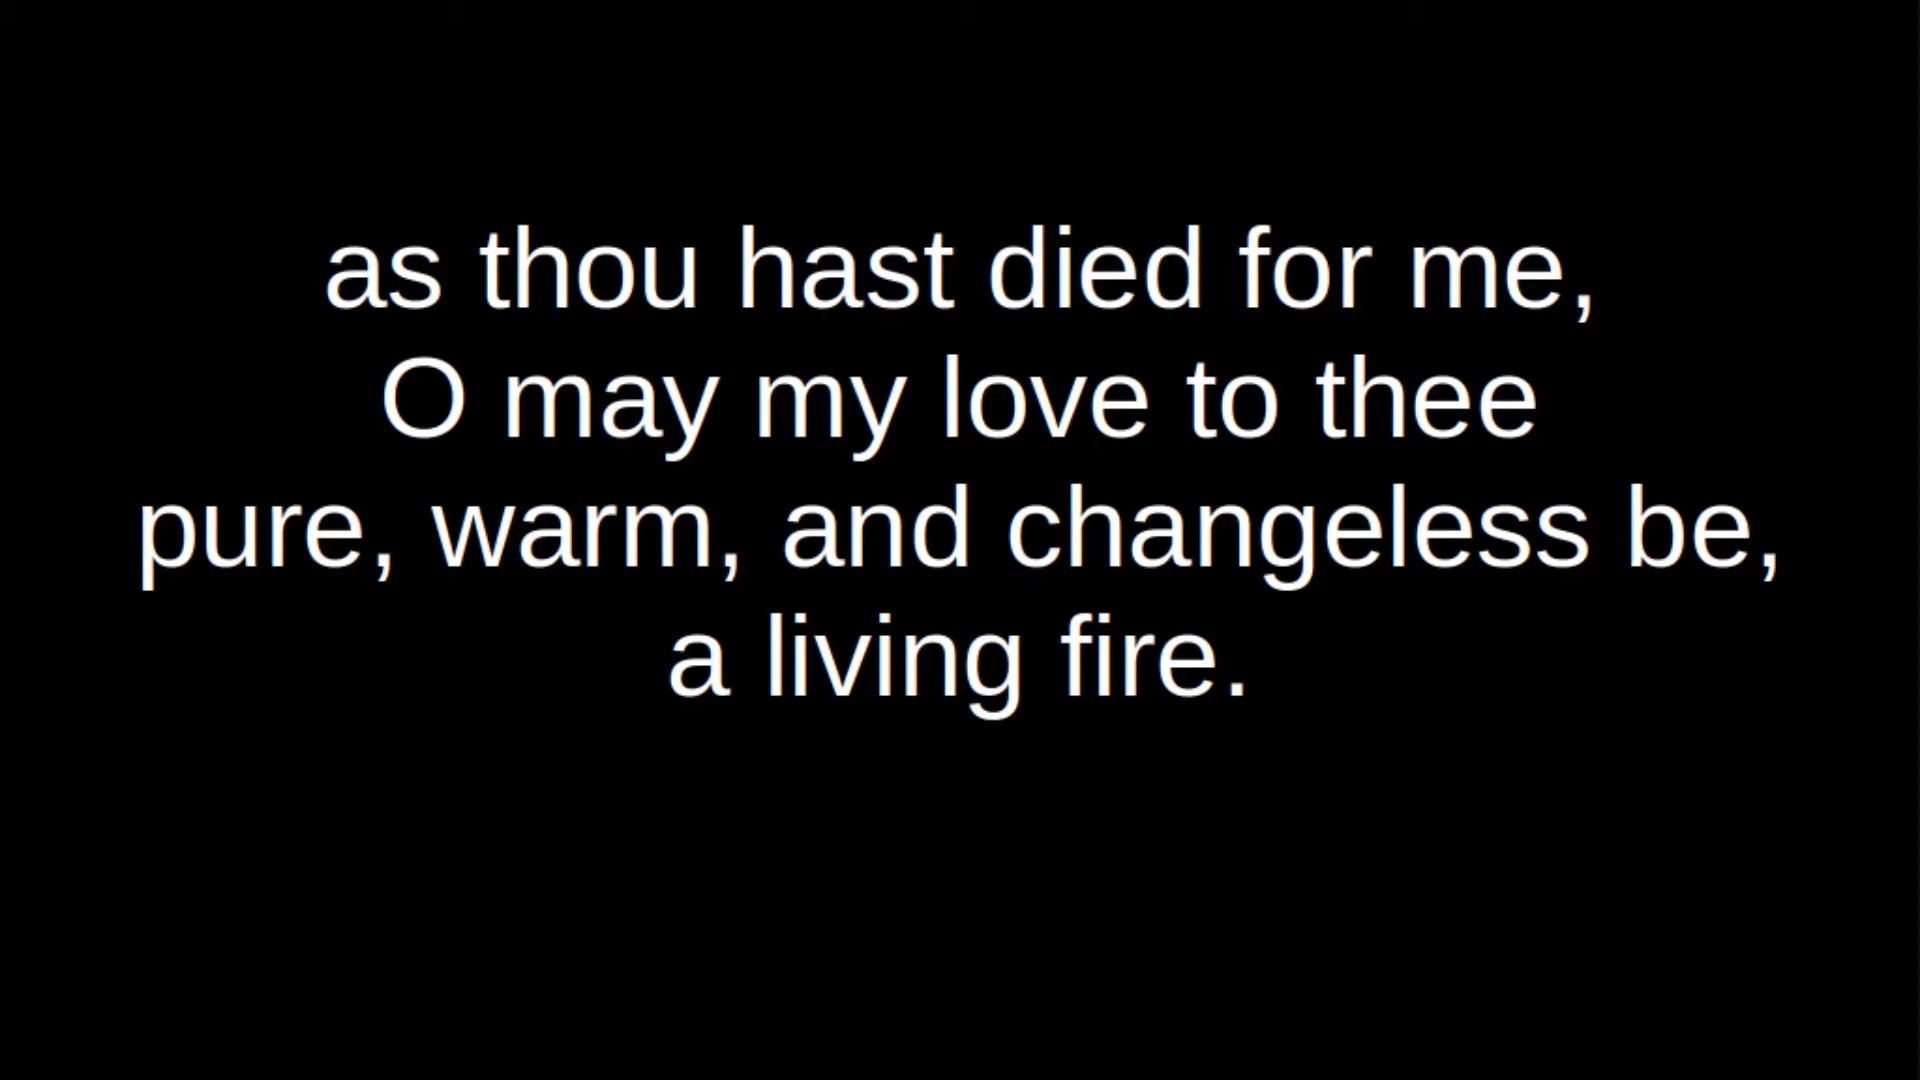 as thou hast died for me,
O may my love to thee
pure, warm, and changeless be,
a living fire.